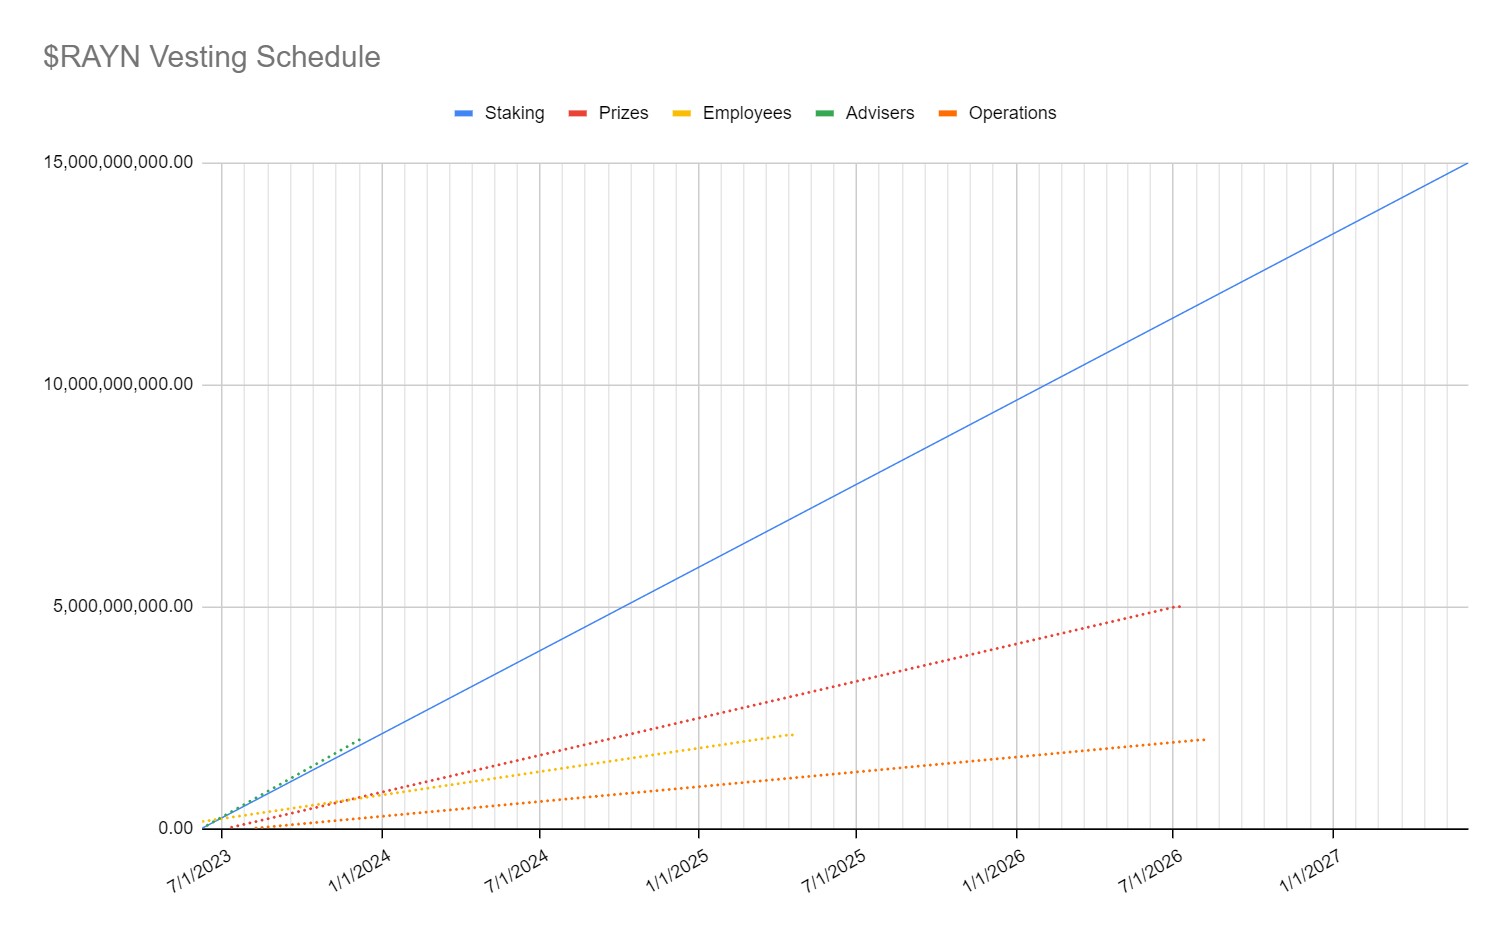 $RAYN Vesting Schedule
Staking Prizes Employees Advisers Operations
15,000,000,000.00
10,000,000,000.00
5,000,000,000.00
0.00
7/1/2023 1/1/2024 7/1/2024 1/1/2025 7/1/2025 1/1/2026 7/1/2026 1/1/2027